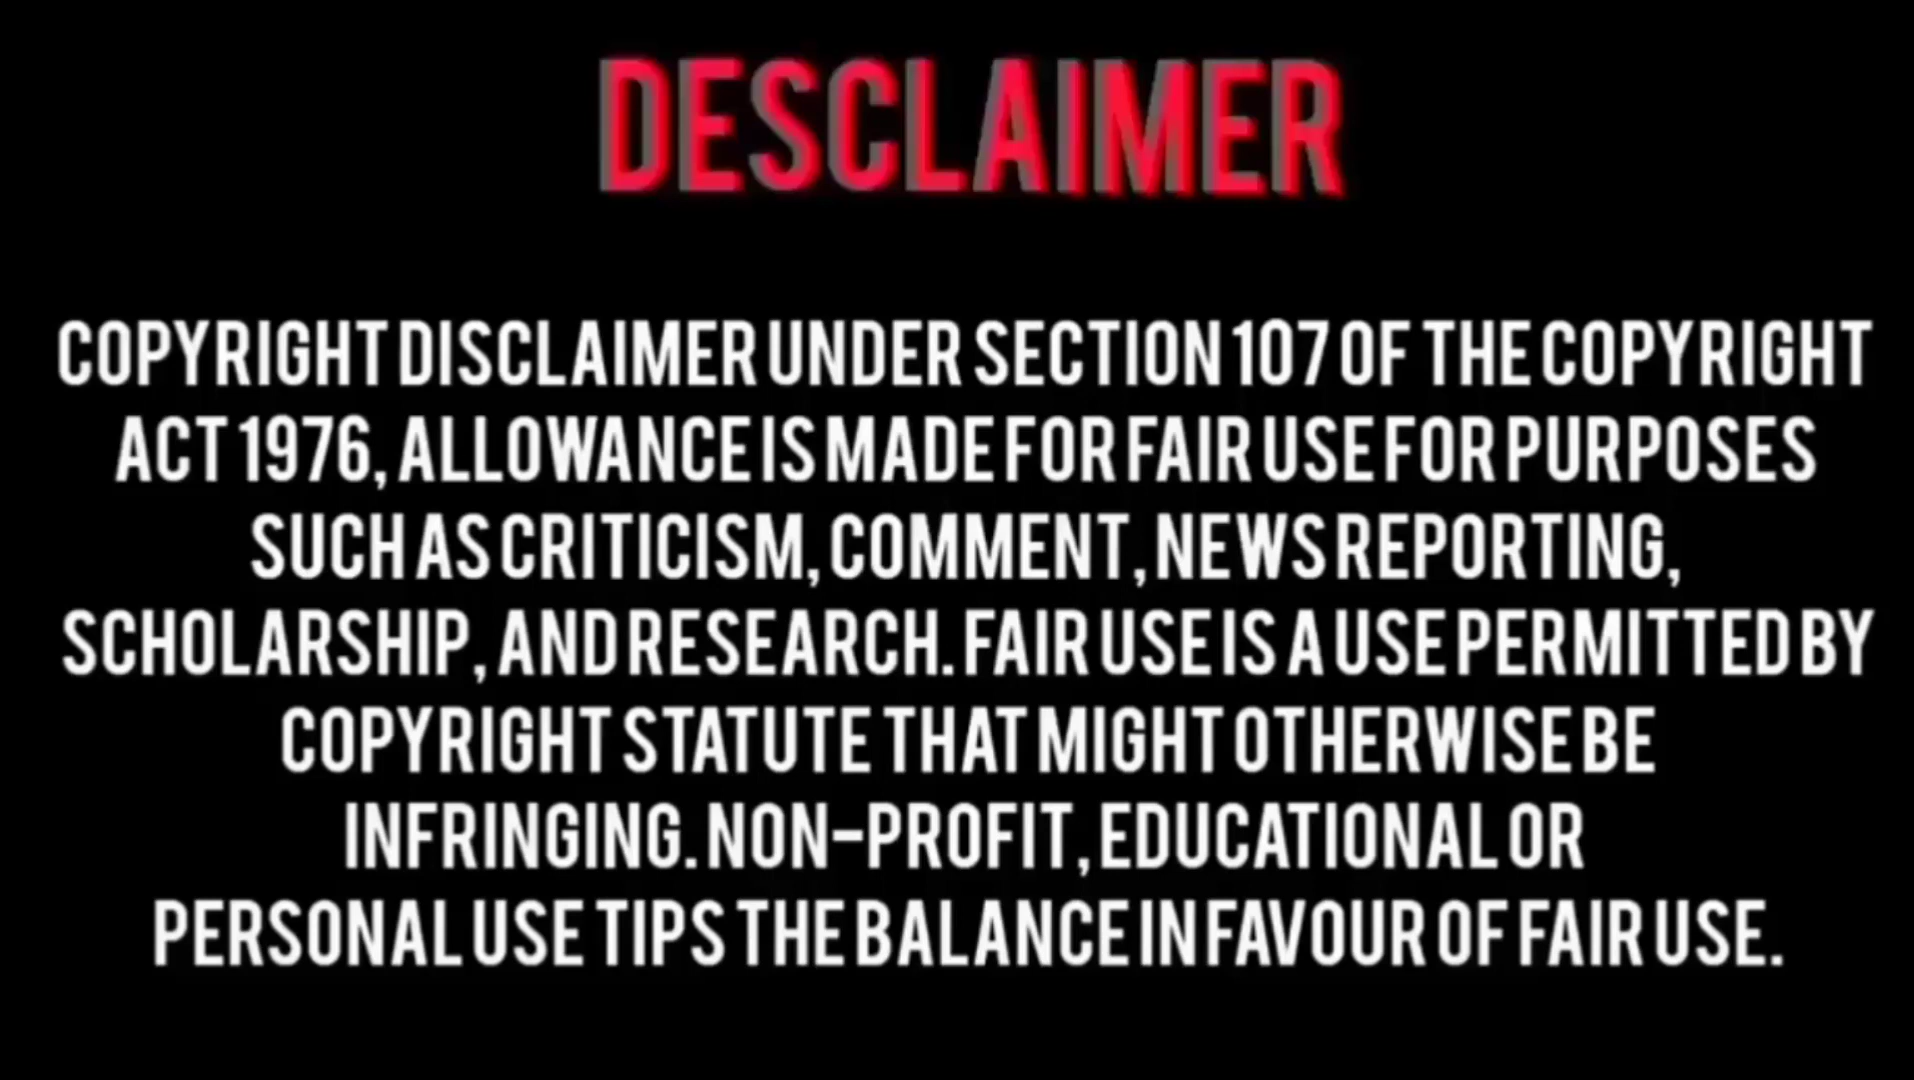 DESCLAIMER
COPYRIGHT DISCLAIMER UNDER SECTION 107 OF THE COPYRIGHT
ACT 1976, ALLOWANCE IS MADE FOR FAIR USE FOR PURPOSES
SUCH AS CRITICISM, COMMENT, NEWS REPORTING,
SCHOLARSHIP, AND RESEARCH. FAIR USE IS A USE PERMITTED BY
COPYRIGHT STATUTE THAT MIGHT OTHERWISE BE
INFRINGING. NON-PROFIT, EDUCATIONAL OR
PERSONAL USE TIPS THE BALANCE IN FAVOUR OF FAIR USE.